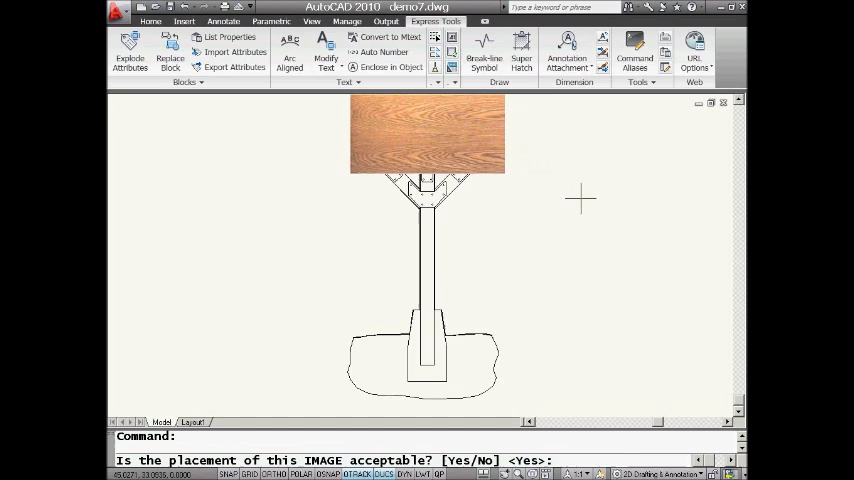 AutoCAD 2010 demo7.dwg
Type a keyword or phrase
Home Insert Annotate Parametric View Manage Output Express Tools
Explode Attributes
Replace Block
List Properties
Import Attributes
Export Attributes
Arc Aligned
Modify Text
Convert to Mtext
Auto Number
Enclose in Object
Break-line Symbol
Super Hatch
Annotation Attachment
Command Aliases
URL Options
Blocks Text Draw Dimension Tools Web
Model Layout1
Command:
Is the placement of this IMAGE acceptable? [Yes/No] <Yes>:
SNAP GRID ORTHO POLAR OSNAP OTRACK DUCS DYN LWT QP 1:1 2D Drafting & Annotation